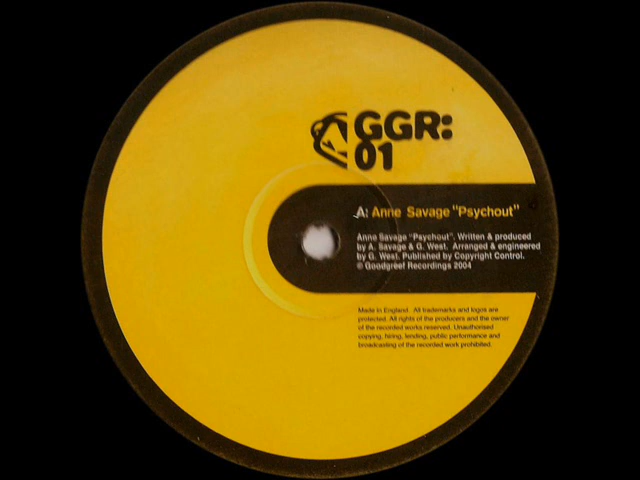 GGR:
01
A: Anne Savage "Psychout"
Anne Savage "Psychout". Written & produced
by A. Savage & G. West. Arranged & engineered
by G. West. Published by Copyright Control.
© Goodgreef Recordings 2004
Made in England. All trademarks and logos are
protected. All rights of the producers and the owner
of the recorded works reserved. Unauthorised
copying, hiring, lending, public performance and
broadcasting of the recorded work prohibited.